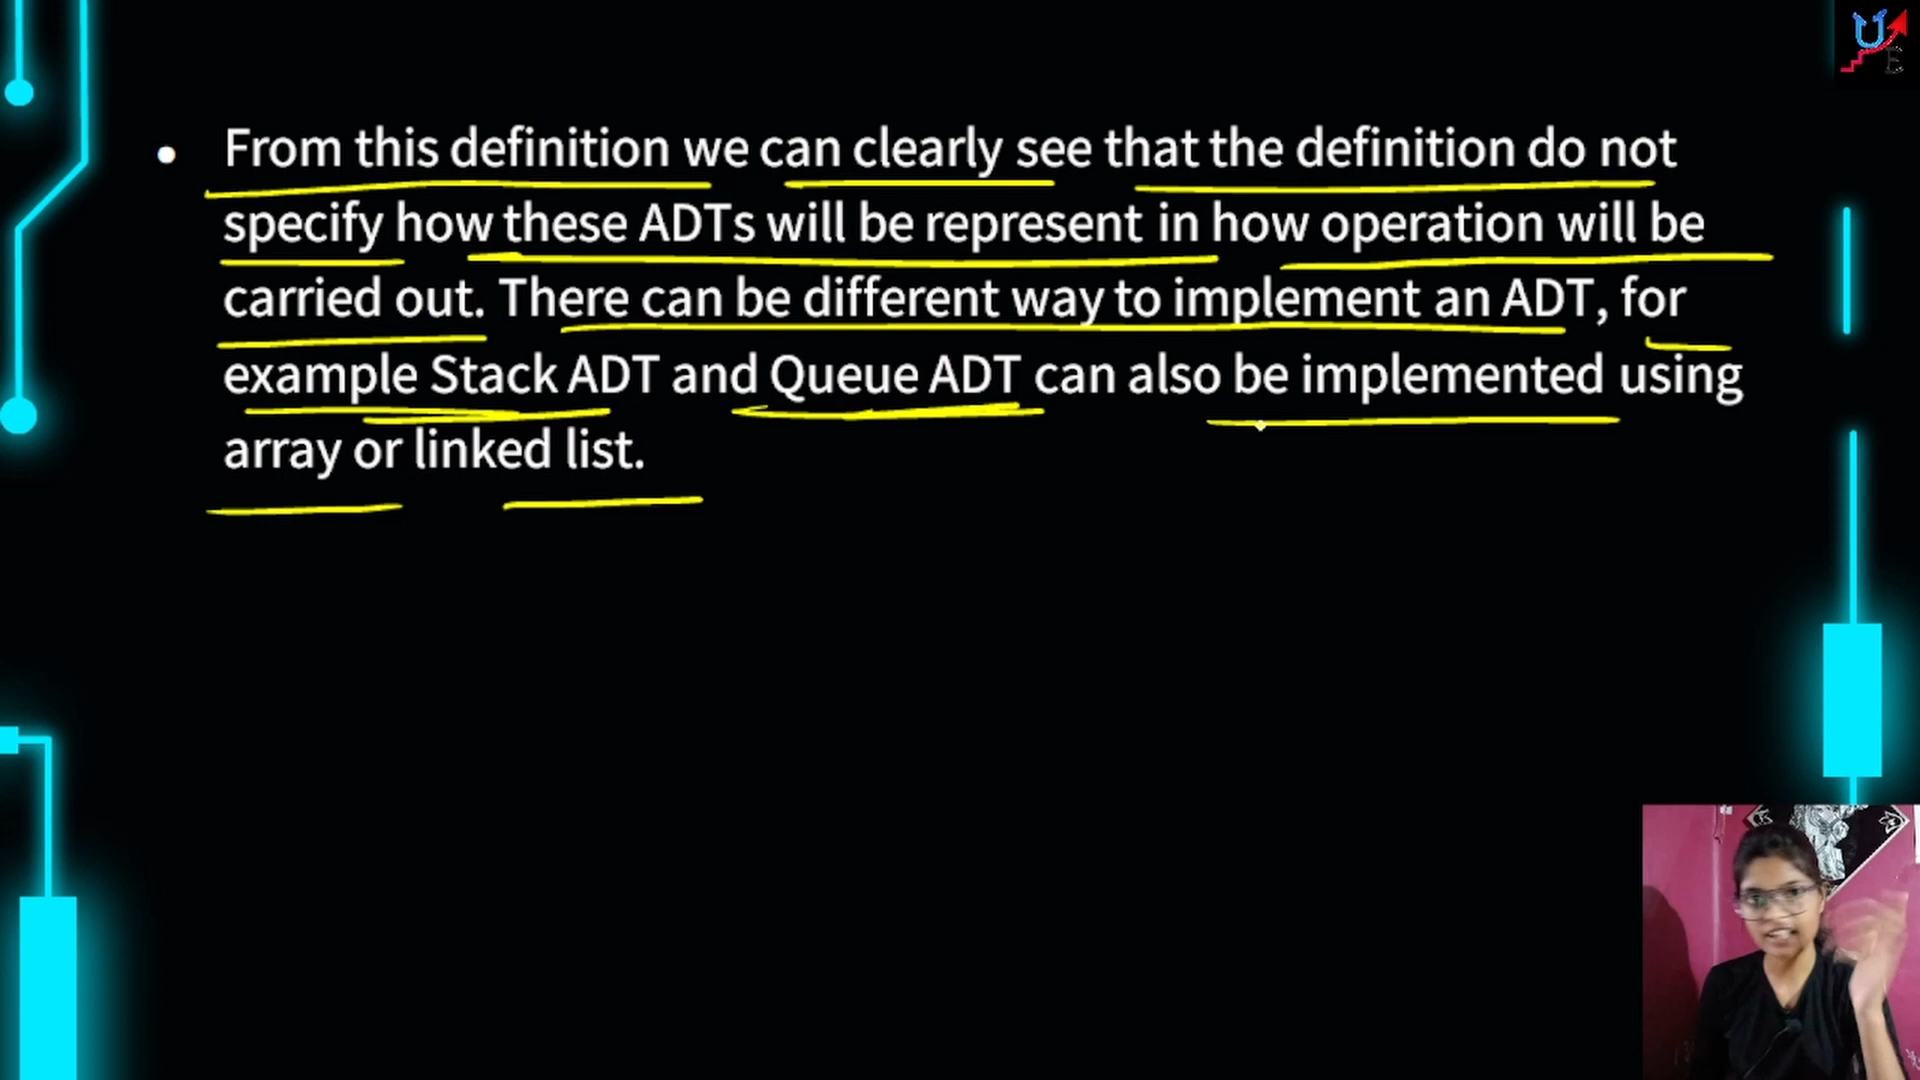 From this definition we can clearly see that the definition do not
specify how these ADTs will be represent in how operation will be
carried out. There can be different way to implement an ADT, for
example Stack ADT and Queue ADT can also be implemented using
array or linked list.
U
E